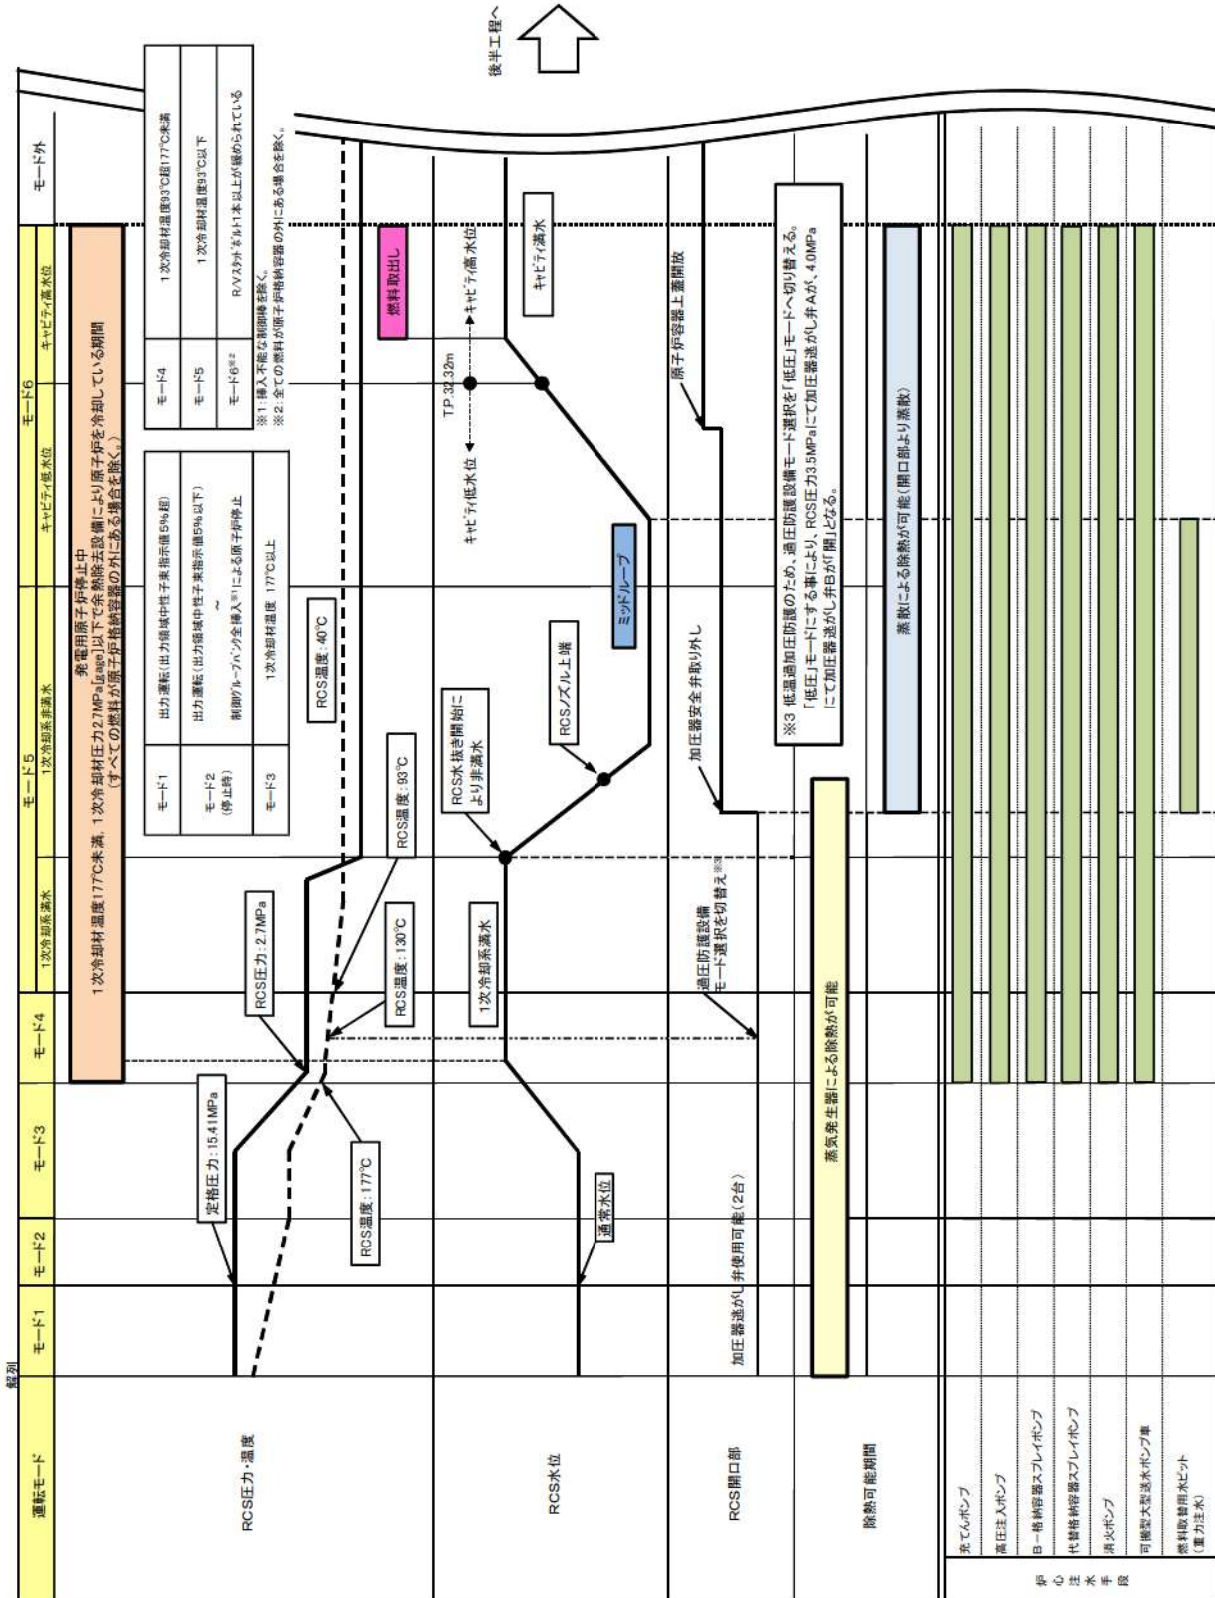 解列
運転モード
モード1
モード2
モード3
モード4
モード5
モード6
モード外
1次冷却系満水
1次冷却系非満水
キャビティ低水位
キャビティ高水位
発電用原子炉停止中
1次冷却材温度177℃未満，1次冷却材圧力2.7MPa[gage]以下で余熱除去設備により原子炉を冷却している期間
(すべての燃料が原子炉格納容器の外にある場合を除く。)
モード1
出力運転(出力領域中性子束指示値5%超)
モード2
(停止時)
出力運転(出力領域中性子束指示値5%以下)
～
制御グループバンク全挿入※1による原子炉停止
モード3
1次冷却材温度 177℃以上
モード4
1次冷却材温度93℃超177℃未満
モード5
1次冷却材温度93℃以下
モード6※2
R/Vスタッドボルト1本以上が緩められている
※1：挿入不能な制御棒を除く。
※2：全ての燃料が原子炉格納容器の外にある場合を除く。
後半工程へ
RCS圧力・温度
定格圧力：15.41MPa
RCS温度：177℃
RCS圧力：2.7MPa
RCS温度：130℃
RCS温度：93℃
RCS温度：40℃
燃料取出し
RCS水位
通常水位
1次冷却系満水
RCS水抜き開始に
より非満水
RCSノズル上端
ミッドループ
キャビティ低水位
T.P.32.32m
キャビティ高水位
キャビティ満水
RCS開口部
加圧器逃がし弁使用可能(2台)
過圧防護設備
モード選択を切替え※3
加圧器安全弁取り外し
原子炉容器上蓋開放
※3 低温過加圧防護のため、過圧防護設備モード選択を「低圧」モードへ切り替える。
「低圧」モードにする事により、RCS圧力3.5MPaにて加圧器逃がし弁Aが、4.0MPa
にて加圧器逃がし弁Bが「開」となる。
除熱可能期間
蒸気発生器による除熱が可能
蒸散による除熱が可能(開口部より蒸散)
炉心注水手段
充てんポンプ
高圧注入ポンプ
B－格納容器スプレイポンプ
代替格納容器スプレイポンプ
消火ポンプ
可搬型大型送水ポンプ車
燃料取替用水ピット
(重力注水)